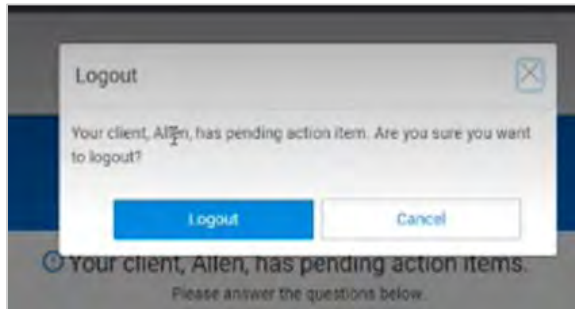 Logout
Your client, Allen, has pending action item. Are you sure you want
to logout?
Logout
Cancel
Your client, Allen, has pending action items.
Please answer the questions below.